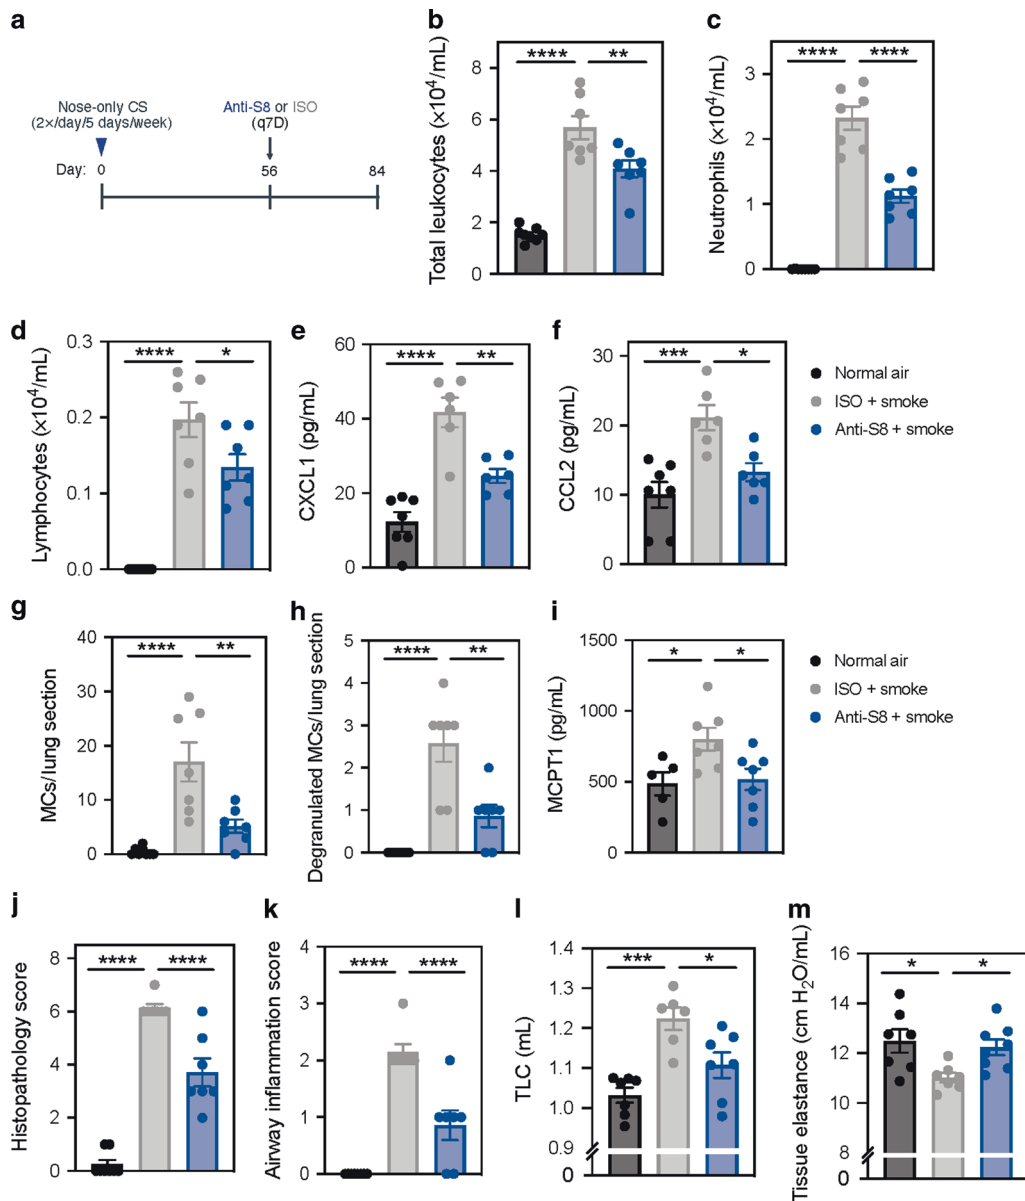 a
Nose-only CS
(2×/day/5 days/week)
Anti-S8 or ISO
(q7D)
Day: 0 56 84
b
Total leukocytes (×10⁴/mL)
8
6
4
2
0
**** **
c
Neutrophils (×10⁴/mL)
3
2
1
0
**** ****
d
Lymphocytes (×10⁴/mL)
0.3
0.2
0.1
0.0
**** *
e
CXCL1 (pg/mL)
60
40
20
0
**** **
f
CCL2 (pg/mL)
30
20
10
0
*** *
Normal air
ISO + smoke
Anti-S8 + smoke
g
MCs/lung section
40
30
20
10
0
**** **
h
Degranulated MCs/lung section
5
4
3
2
1
0
**** **
i
MCPT1 (pg/mL)
1500
1000
500
0
* *
Normal air
ISO + smoke
Anti-S8 + smoke
j
Histopathology score
8
6
4
2
0
**** ****
k
Airway inflammation score
4
3
2
1
0
**** ****
l
TLC (mL)
1.4
1.3
1.2
1.1
1.0
0.9
0
*** *
m
Tissue elastance (cm H₂O/mL)
16
14
12
10
8
0
* *